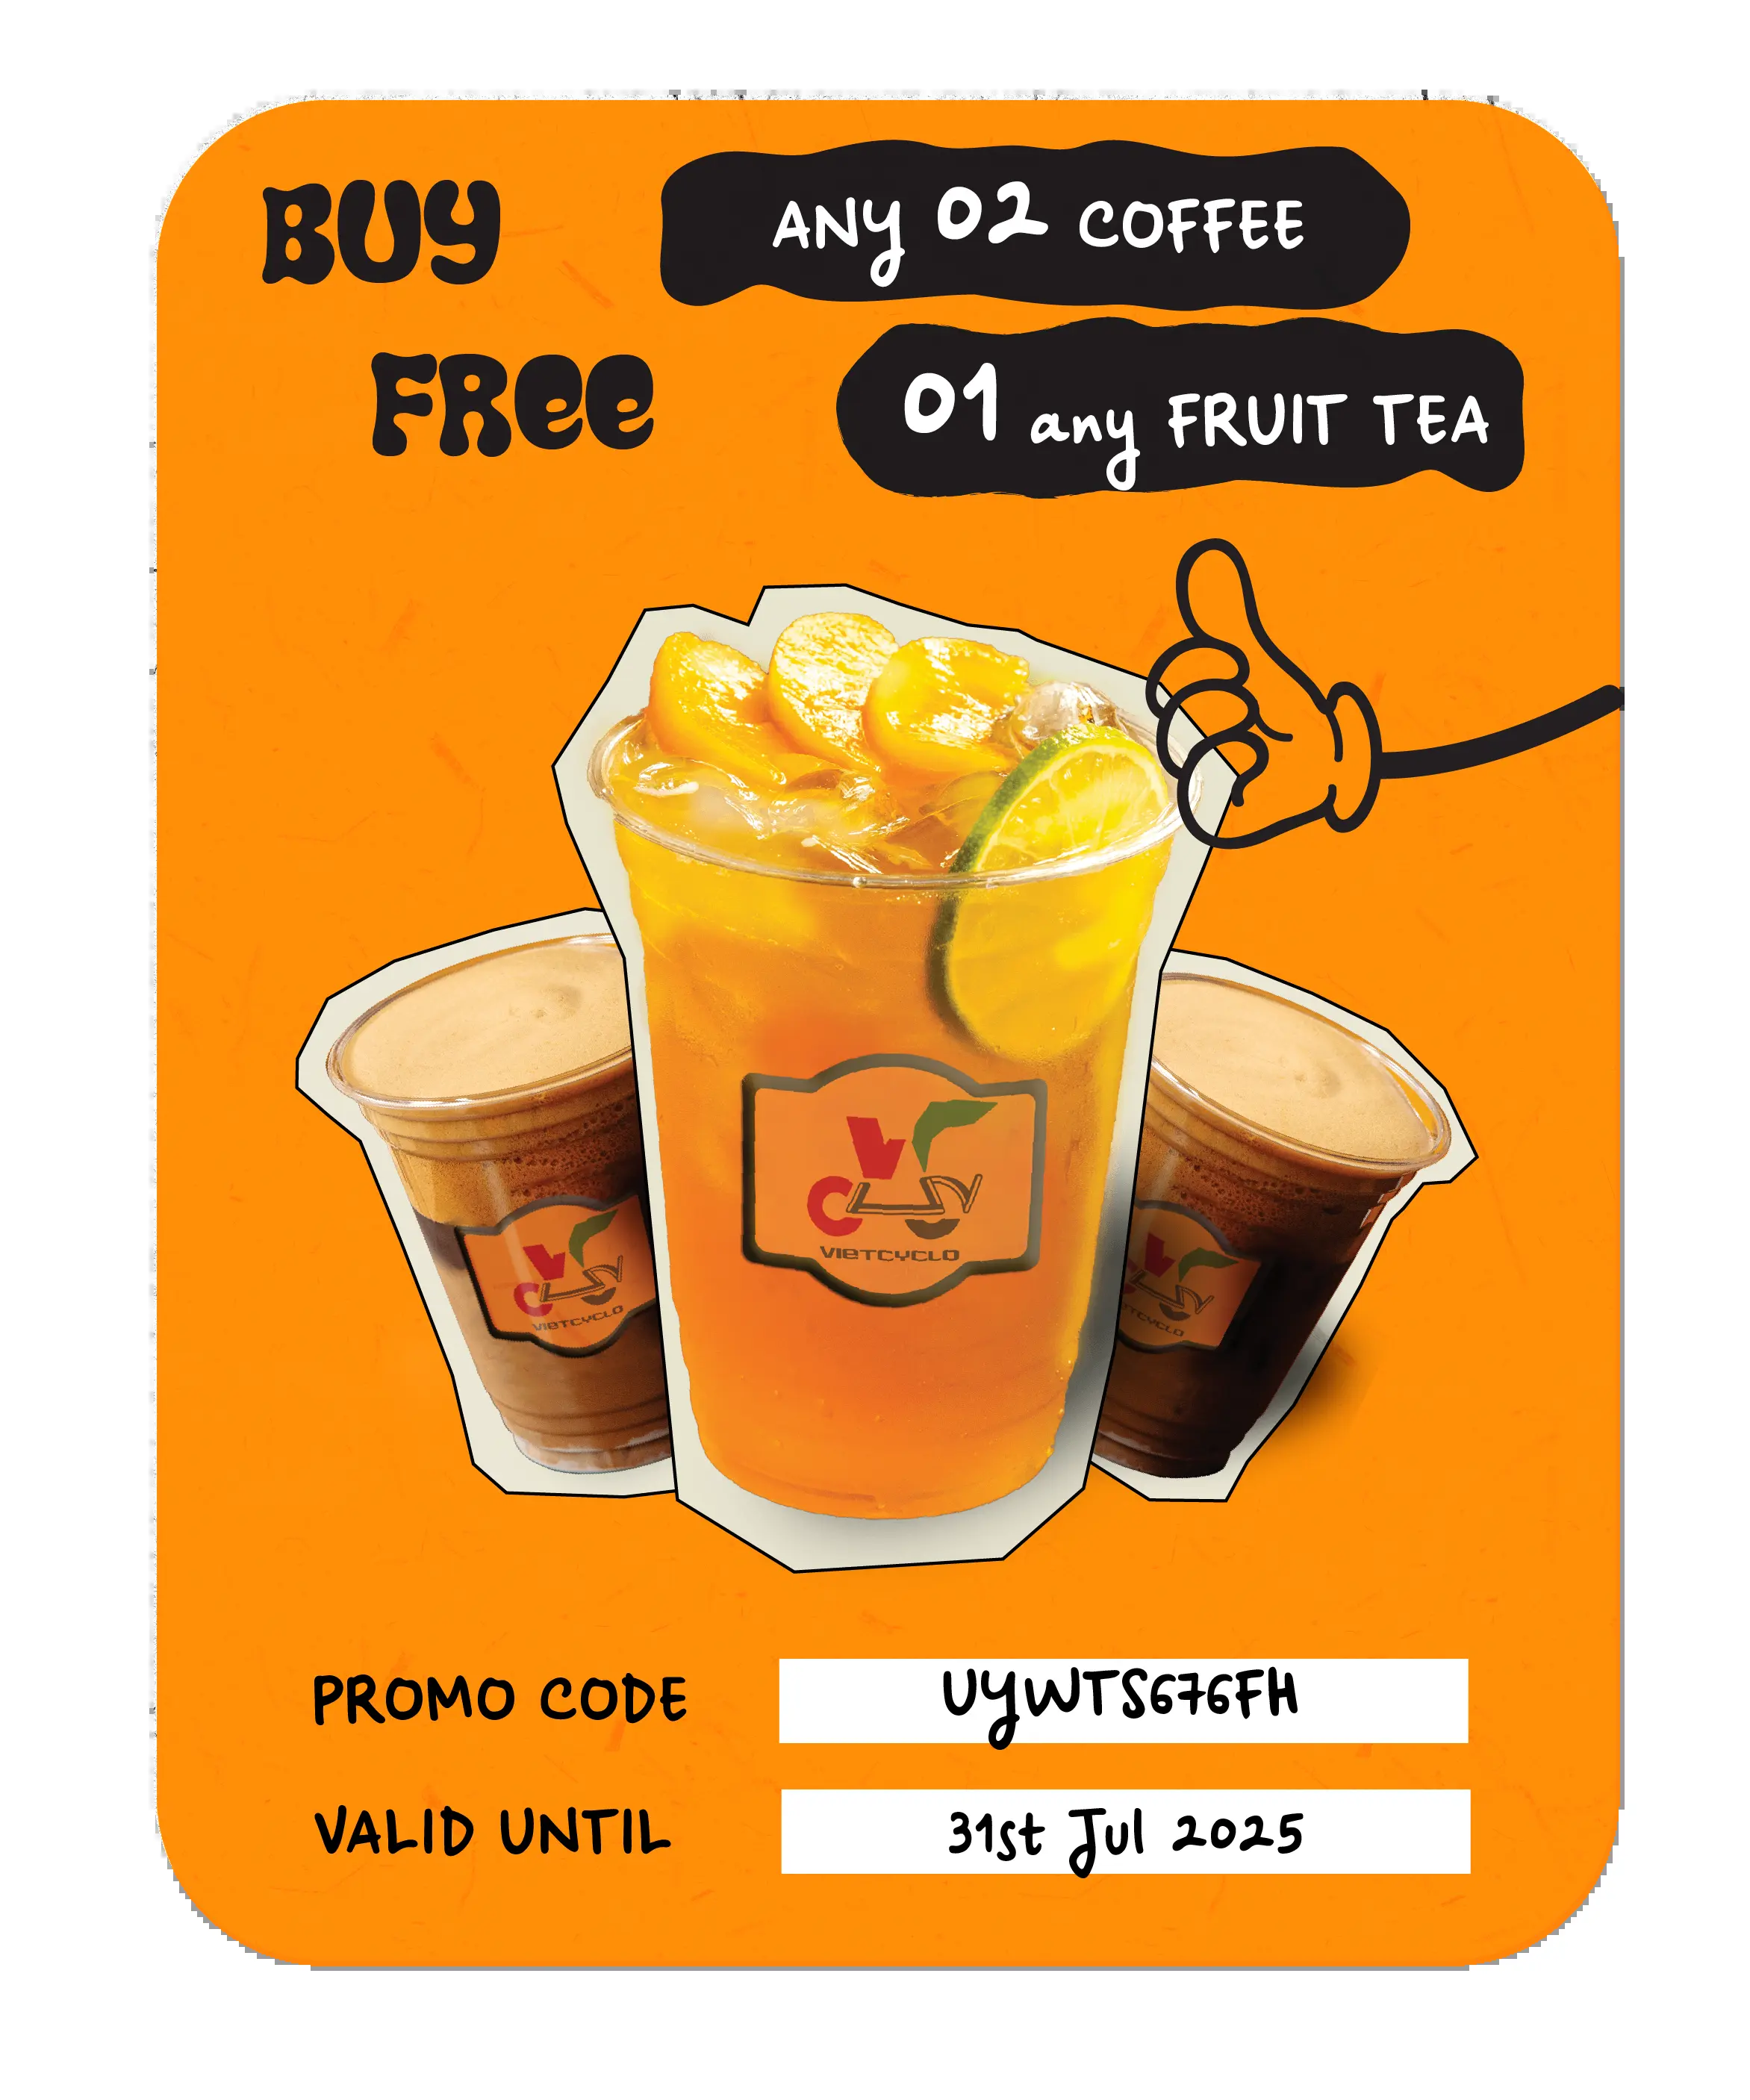 BUY
ANY 02 COFFEE
FREE
01 any FRUIT TEA
VIETCYCLO
VIETCYCLO
PROMO CODE
UYWTS676FH
VALID UNTIL
31st Jul 2025